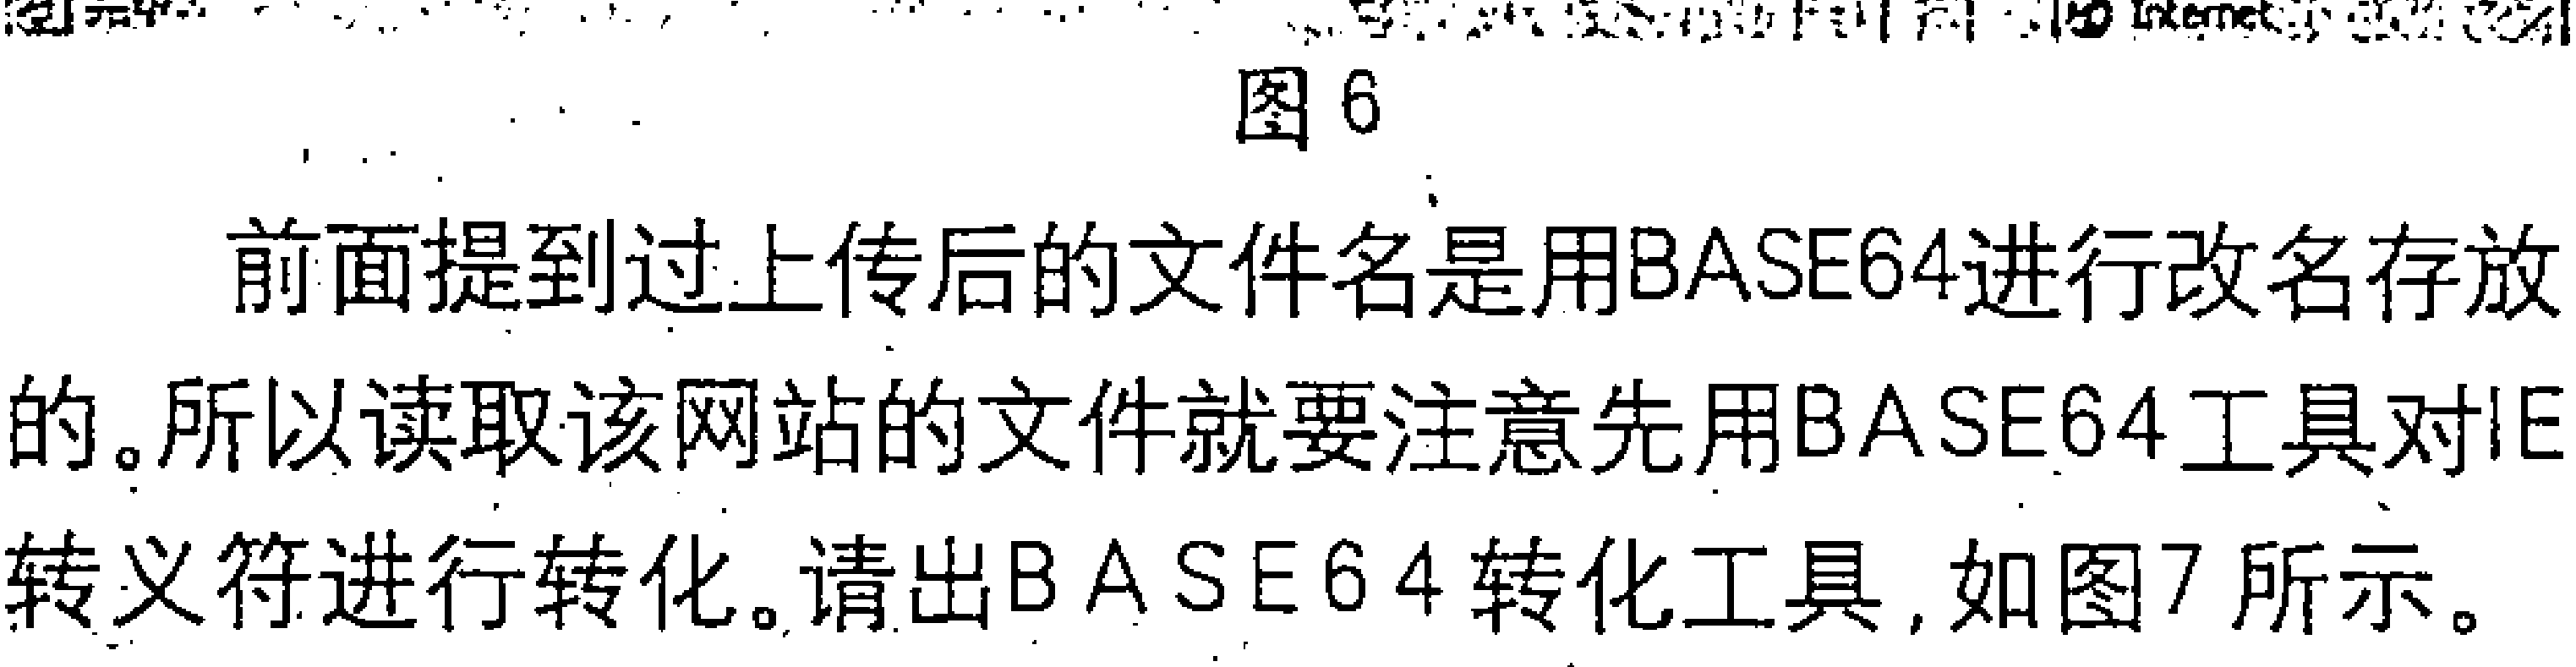 Internet
图 6
前面提到过上传后的文件名是用BASE64进行改名存放
的。所以读取该网站的文件就要注意先用BASE64工具对IE
转义符进行转化。请出BASE64转化工具,如图7所示。